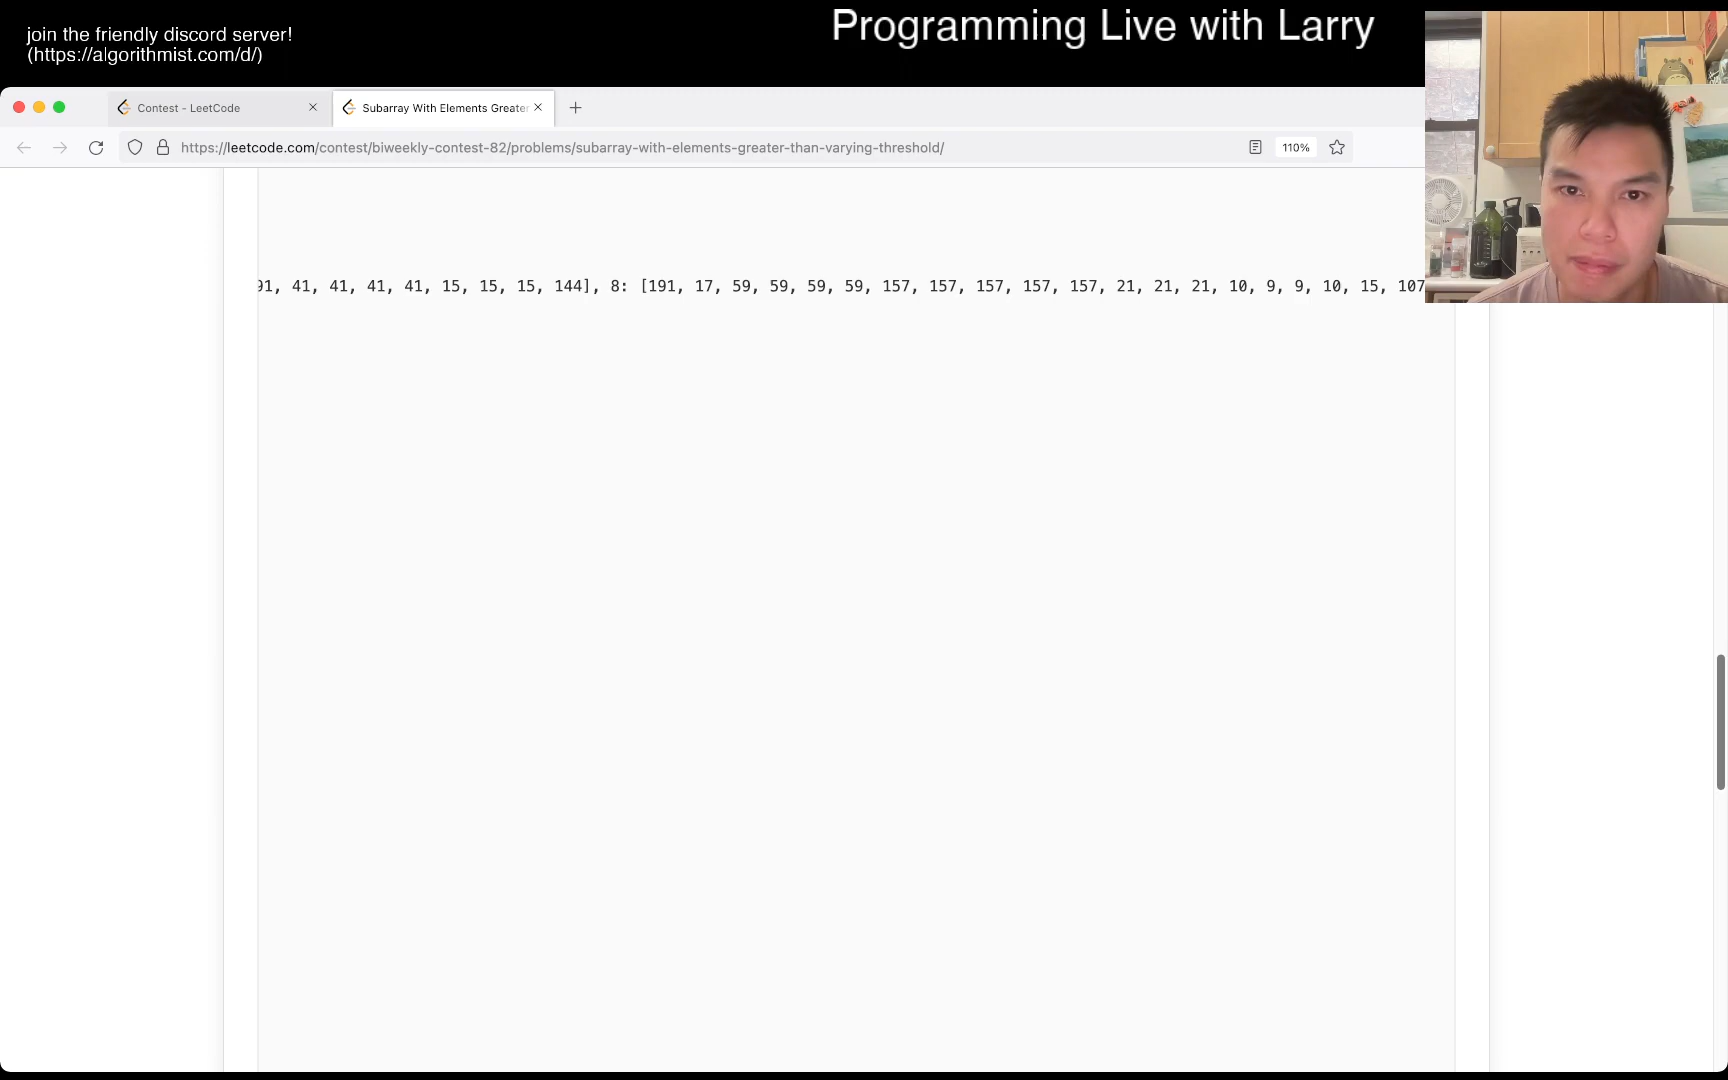 join the friendly discord server!
(https://algorithmist.com/d/)
Programming Live with Larry
Contest - LeetCode
Subarray With Elements Greater
https://leetcode.com/contest/biweekly-contest-82/problems/subarray-with-elements-greater-than-varying-threshold/
110%
91, 41, 41, 41, 41, 15, 15, 15, 144], 8: [191, 17, 59, 59, 59, 59, 157, 157, 157, 157, 157, 21, 21, 21, 10, 9, 9, 10, 15, 107